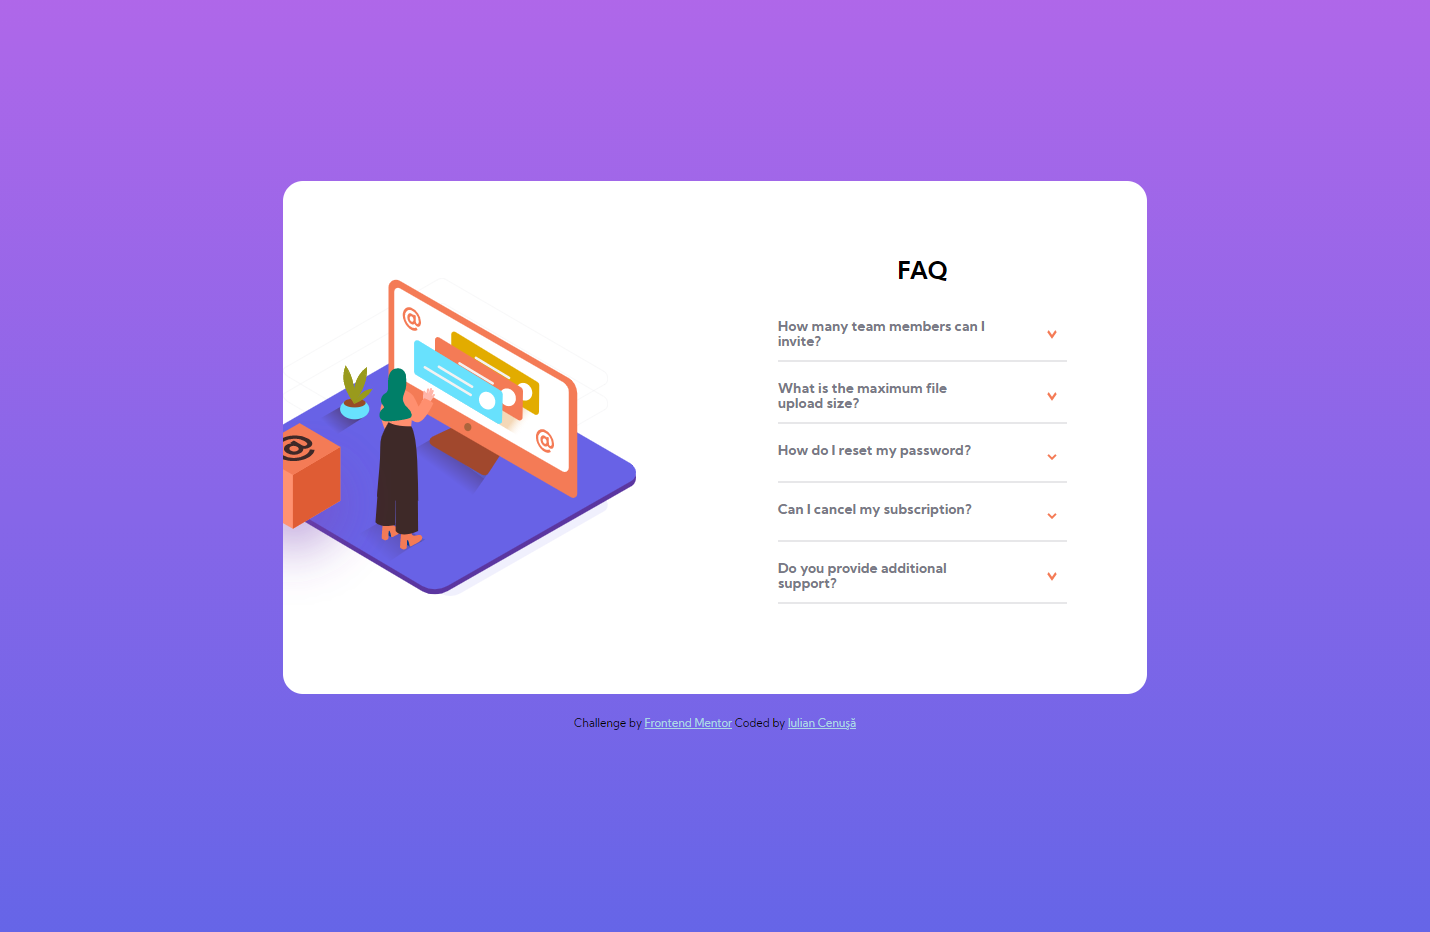 FAQ
How many team members can I
invite?
What is the maximum file
upload size?
How do I reset my password?
Can I cancel my subscription?
Do you provide additional
support?
@
@
@
Challenge by Frontend Mentor Coded by Iulian Cenușă